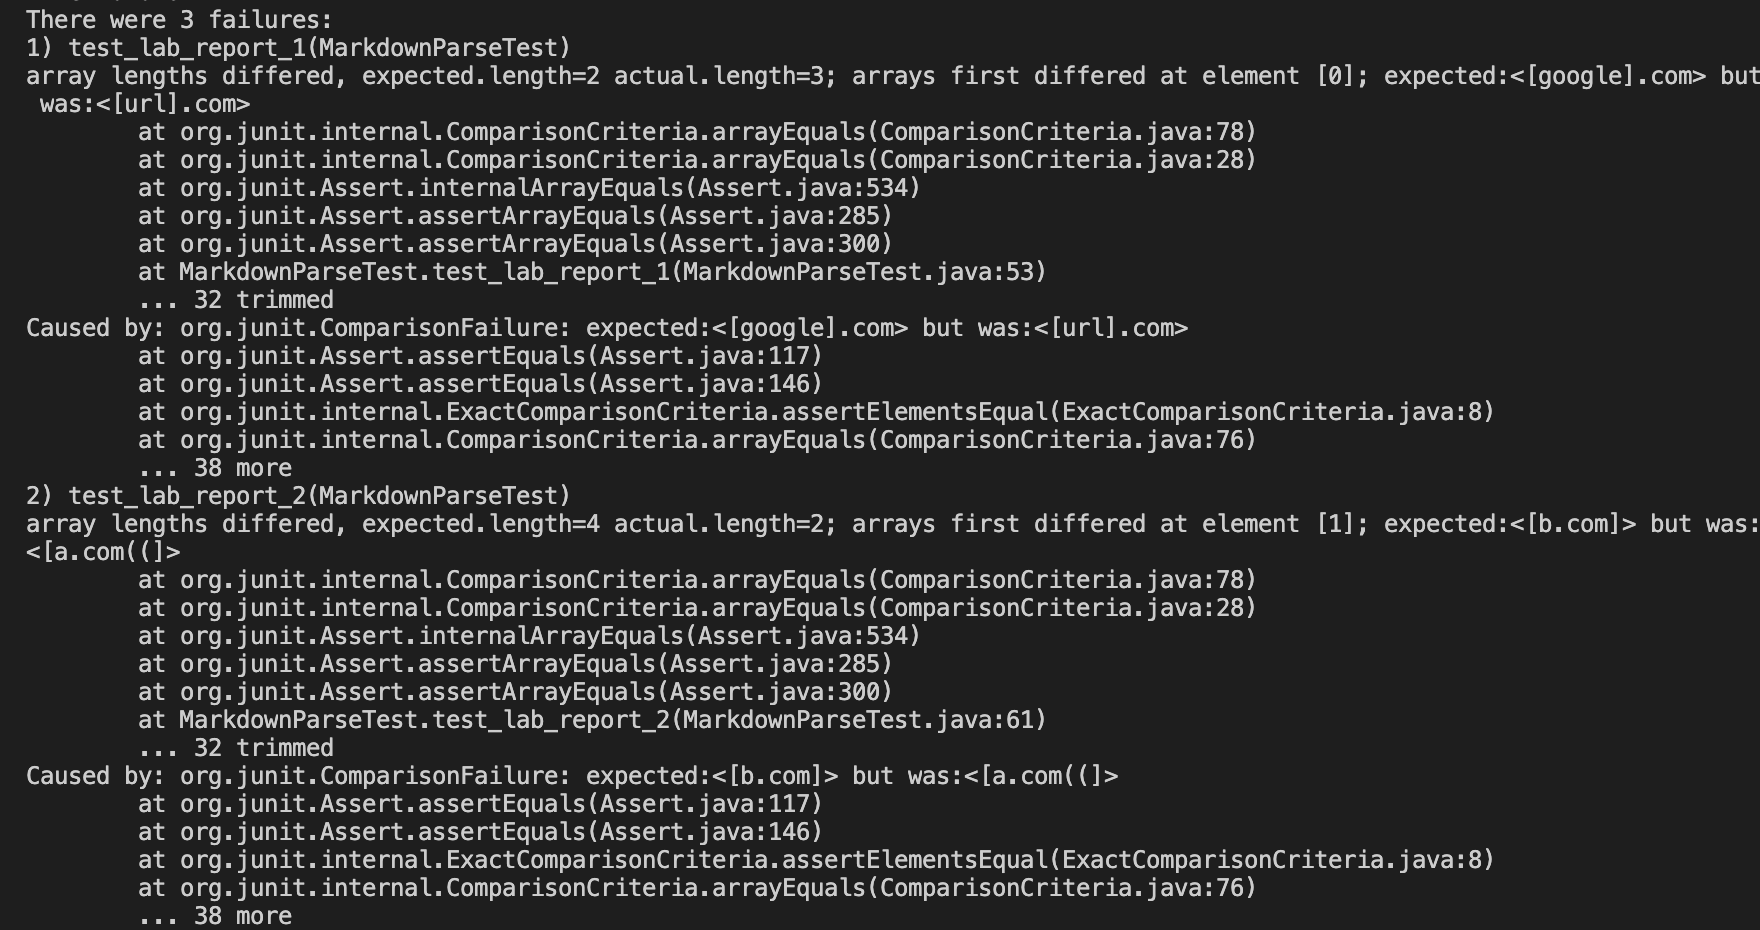 There were 3 failures:
1) test_lab_report_1(MarkdownParseTest)
array lengths differed, expected.length=2 actual.length=3; arrays first differed at element [0]; expected:<[google].com> but
 was:<[url].com>
        at org.junit.internal.ComparisonCriteria.arrayEquals(ComparisonCriteria.java:78)
        at org.junit.internal.ComparisonCriteria.arrayEquals(ComparisonCriteria.java:28)
        at org.junit.Assert.internalArrayEquals(Assert.java:534)
        at org.junit.Assert.assertArrayEquals(Assert.java:285)
        at org.junit.Assert.assertArrayEquals(Assert.java:300)
        at MarkdownParseTest.test_lab_report_1(MarkdownParseTest.java:53)
        ... 32 trimmed
Caused by: org.junit.ComparisonFailure: expected:<[google].com> but was:<[url].com>
        at org.junit.Assert.assertEquals(Assert.java:117)
        at org.junit.Assert.assertEquals(Assert.java:146)
        at org.junit.internal.ExactComparisonCriteria.assertElementsEqual(ExactComparisonCriteria.java:8)
        at org.junit.internal.ComparisonCriteria.arrayEquals(ComparisonCriteria.java:76)
        ... 38 more
2) test_lab_report_2(MarkdownParseTest)
array lengths differed, expected.length=4 actual.length=2; arrays first differed at element [1]; expected:<[b.com]> but was:
<[a.com((]>
        at org.junit.internal.ComparisonCriteria.arrayEquals(ComparisonCriteria.java:78)
        at org.junit.internal.ComparisonCriteria.arrayEquals(ComparisonCriteria.java:28)
        at org.junit.Assert.internalArrayEquals(Assert.java:534)
        at org.junit.Assert.assertArrayEquals(Assert.java:285)
        at org.junit.Assert.assertArrayEquals(Assert.java:300)
        at MarkdownParseTest.test_lab_report_2(MarkdownParseTest.java:61)
        ... 32 trimmed
Caused by: org.junit.ComparisonFailure: expected:<[b.com]> but was:<[a.com((]>
        at org.junit.Assert.assertEquals(Assert.java:117)
        at org.junit.Assert.assertEquals(Assert.java:146)
        at org.junit.internal.ExactComparisonCriteria.assertElementsEqual(ExactComparisonCriteria.java:8)
        at org.junit.internal.ComparisonCriteria.arrayEquals(ComparisonCriteria.java:76)
        ... 38 more